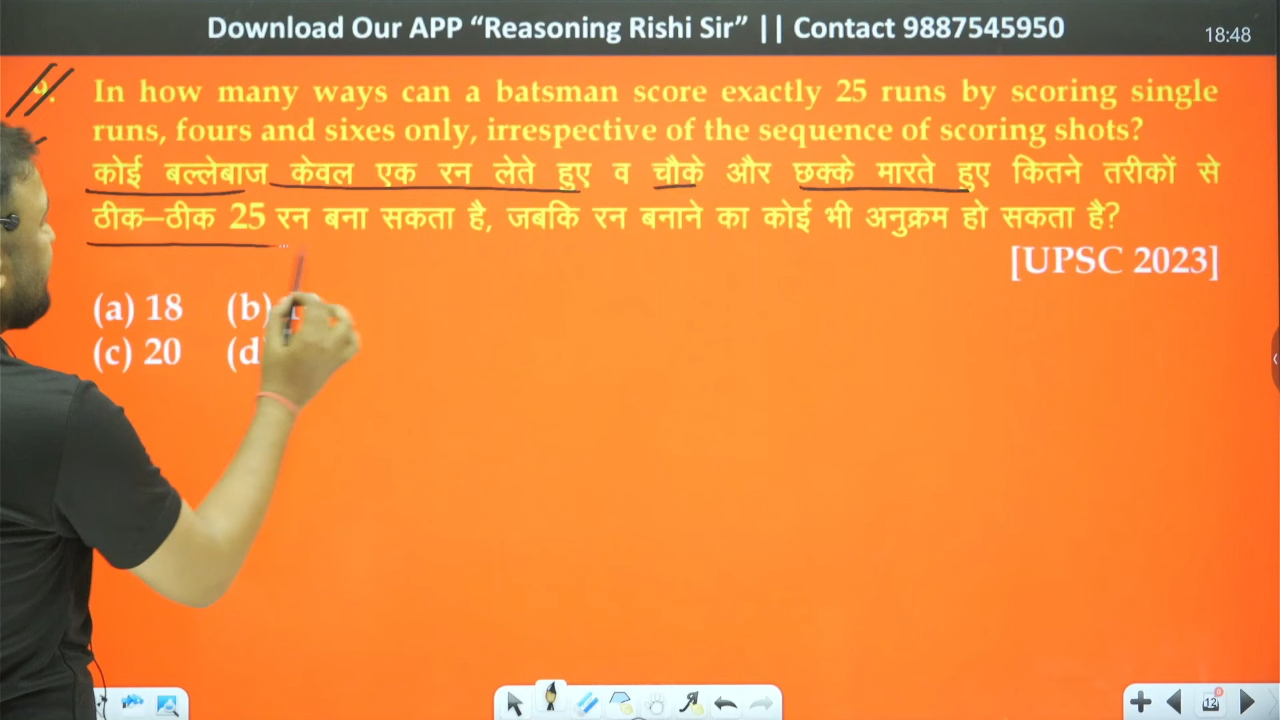 Download Our APP “Reasoning Rishi Sir” || Contact 9887545950
18:48
9. In how many ways can a batsman score exactly 25 runs by scoring single
runs, fours and sixes only, irrespective of the sequence of scoring shots?
कोई बल्लेबाज केवल एक रन लेते हुए व चौके और छक्के मारते हुए कितने तरीकों से
ठीक–ठीक 25 रन बना सकता है, जबकि रन बनाने का कोई भी अनुक्रम हो सकता है?
[UPSC 2023]
(a) 18 (b)
(c) 20 (d
12